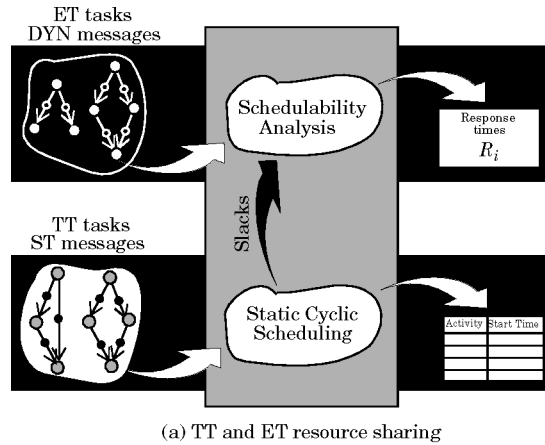 ET tasks
DYN messages
Schedulability
Analysis
Response
times
R_i
TT tasks
ST messages
Slacks
Static Cyclic
Scheduling
Activity Start Time
(a) TT and ET resource sharing